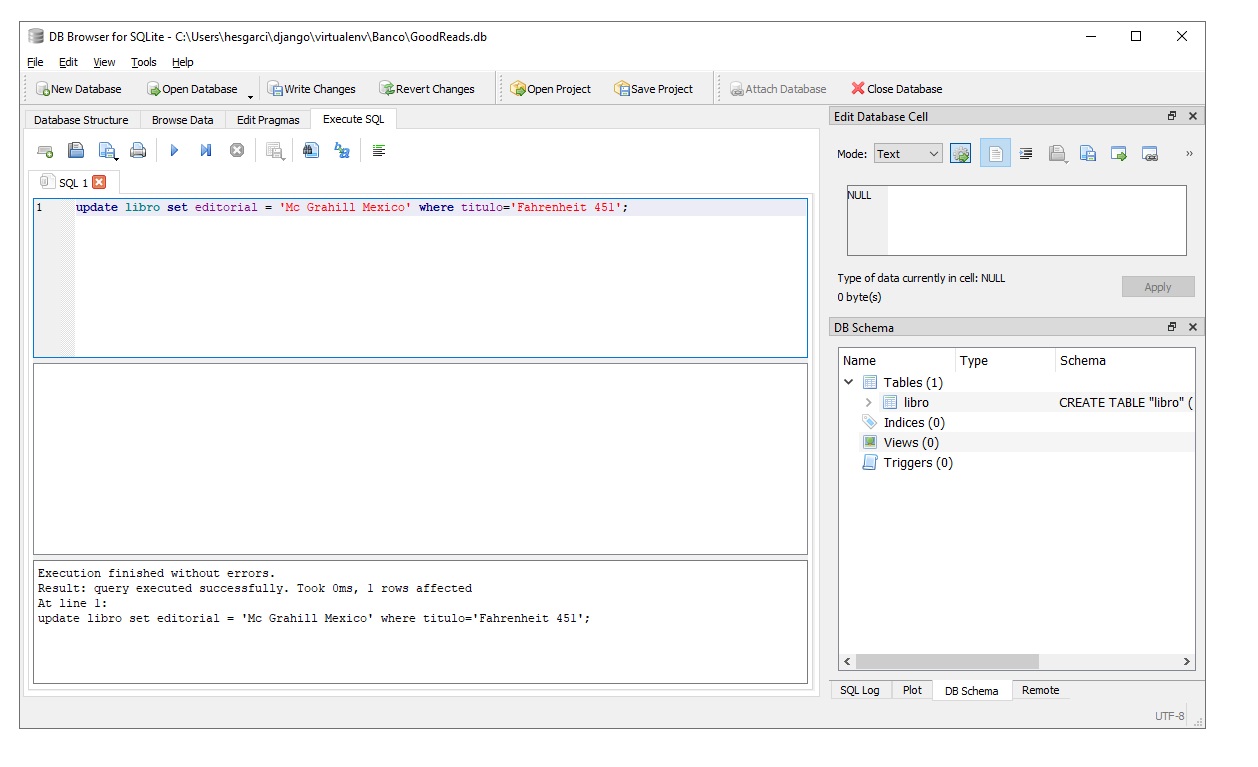 DB Browser for SQLite - C:\Users\hesgarci\django\virtualenv\Banco\GoodReads.db
File Edit View Tools Help
New Database Open Database Write Changes Revert Changes Open Project Save Project Attach Database Close Database
Database Structure Browse Data Edit Pragmas Execute SQL
SQL 1
1 update libro set editorial = 'Mc Grahill Mexico' where titulo='Fahrenheit 451';
Execution finished without errors.
Result: query executed successfully. Took 0ms, 1 rows affected
At line 1:
update libro set editorial = 'Mc Grahill Mexico' where titulo='Fahrenheit 451';
Edit Database Cell
Mode: Text
NULL
Type of data currently in cell: NULL
0 byte(s)
Apply
DB Schema
Name Type Schema
Tables (1)
libro CREATE TABLE "libro" (
Indices (0)
Views (0)
Triggers (0)
SQL Log Plot DB Schema Remote
UTF-8